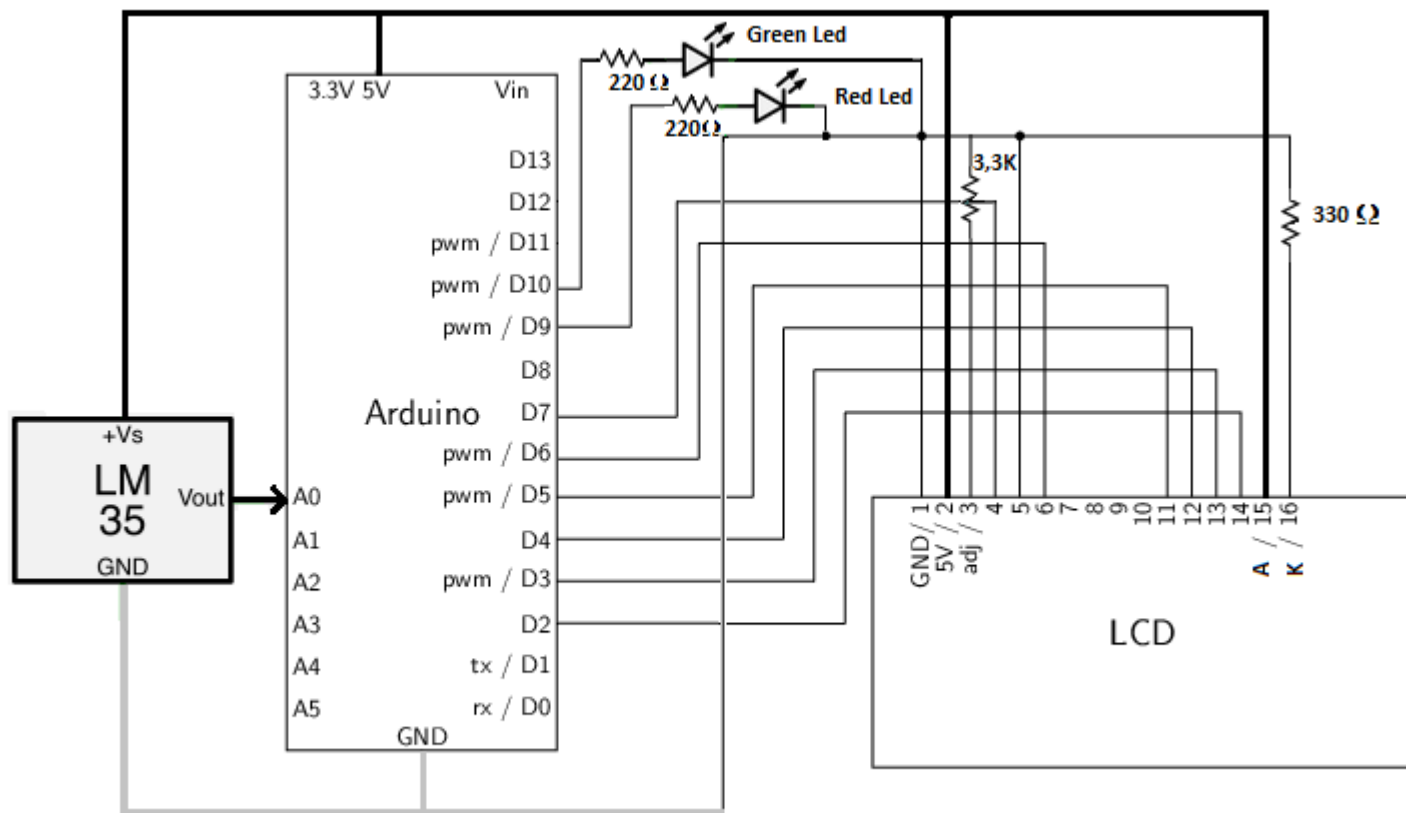 Green Led
220 Ω
Red Led
220Ω
3.3V 5V
Vin
D13
D12
pwm / D11
pwm / D10
pwm / D9
D8
Arduino
D7
pwm / D6
pwm / D5
D4
pwm / D3
D2
tx / D1
rx / D0
GND
A0
A1
A2
A3
A4
A5
+Vs
LM
35
Vout
GND
3,3K
330 Ω
GND / 1
5V / 2
adj / 3
4
5
6
7
8
9
10
11
12
13
14
A / 15
K / 16
LCD